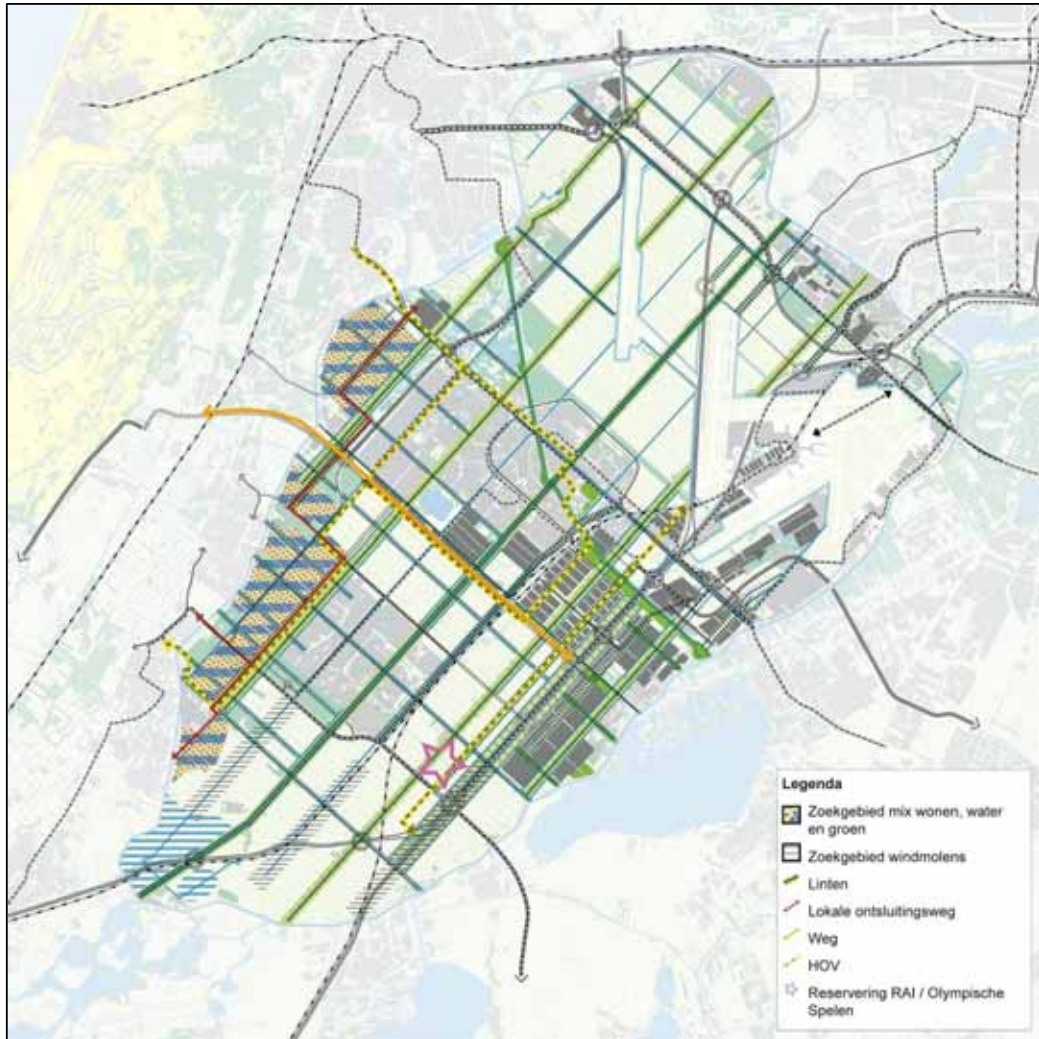 Legenda
Zoekgebied mix wonen, water
en groen
Zoekgebied windmolens
Linten
Lokale ontsluitingsweg
Weg
HOV
Reservering RAI / Olympische
Spelen